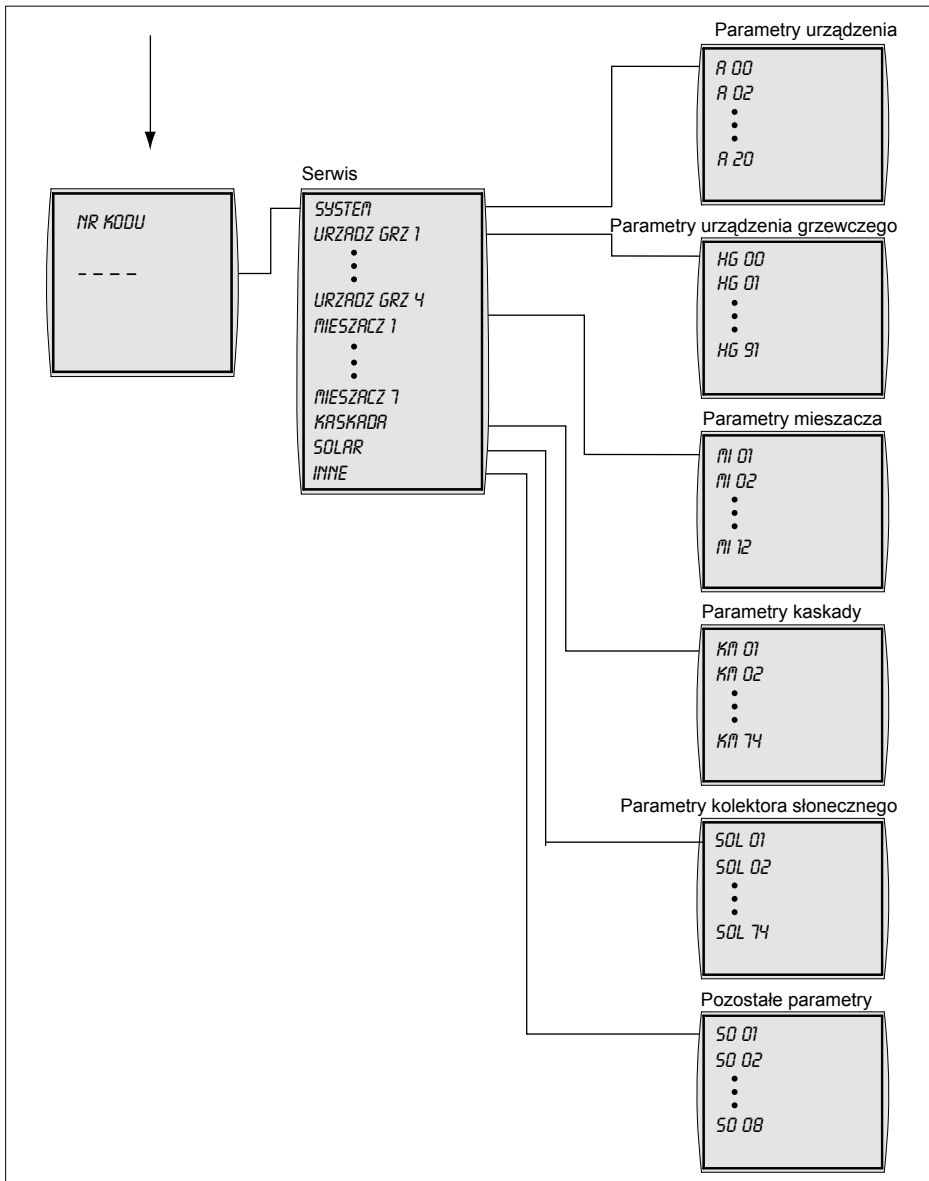 Parametry urządzenia
A 00
A 02
A 20
Serwis
NR KODU
_ _ _ _
SYSTEM
URZADZ GRZ 1
URZADZ GRZ 4
MIESZACZ 1
MIESZACZ 7
KASKADA
SOLAR
INNE
Parametry urządzenia grzewczego
HG 00
HG 01
HG 91
Parametry mieszacza
MI 01
MI 02
MI 12
Parametry kaskady
KM 01
KM 02
KM 74
Parametry kolektora słonecznego
SOL 01
SOL 02
SOL 74
Pozostałe parametry
SO 01
SO 02
SO 08